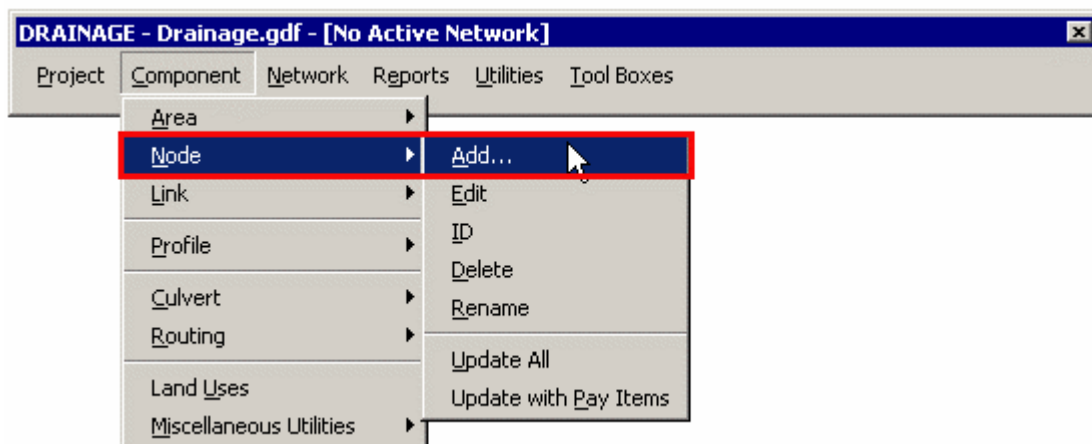 DRAINAGE - Drainage.gdf - [No Active Network]
Project Component Network Reports Utilities Tool Boxes
Area
Node Add...
Link Edit
ID
Profile
Delete
Culvert Rename
Routing
Update All
Land Uses Update with Pay Items
Miscellaneous Utilities